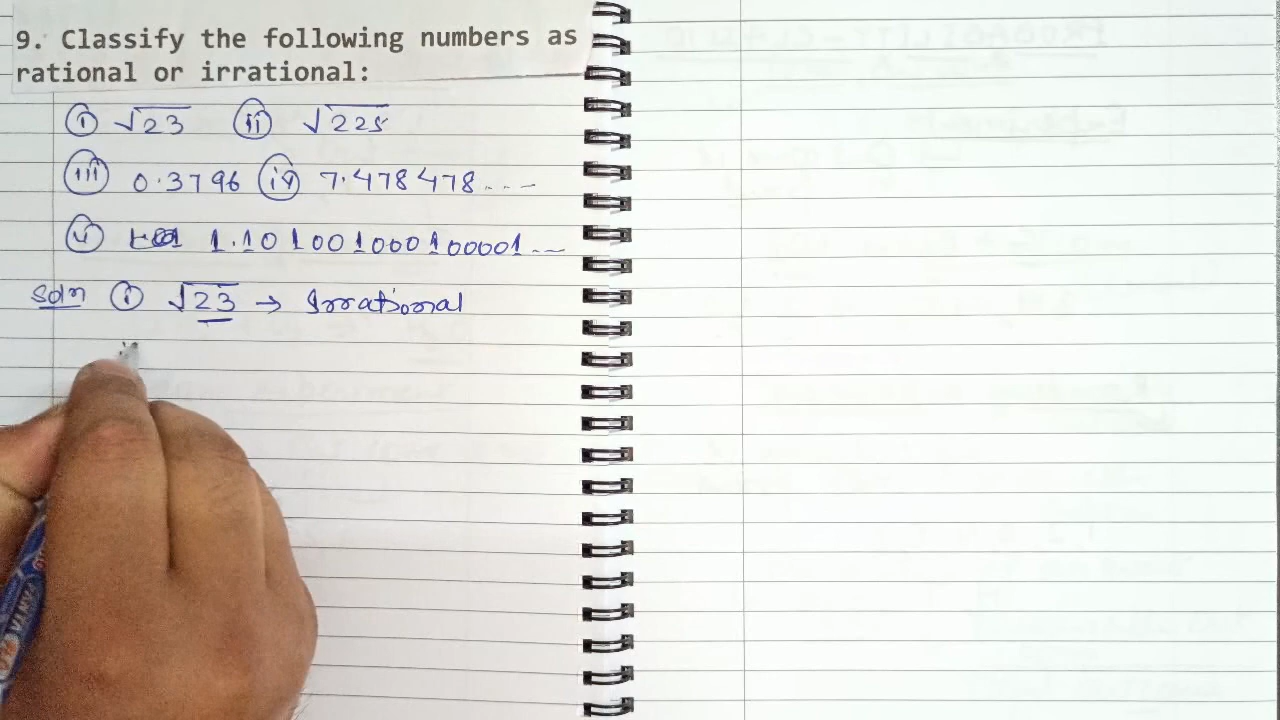 9. Classify the following numbers as
rational or irrational:
(i) √23 (ii) √225
(iii) 0.3796 (iv) 7.478478...
(v) 1.101001000100001...
Soln (i) √23 → Irrational